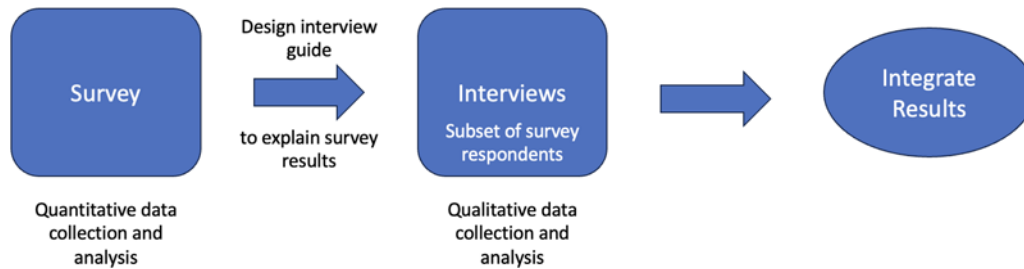 Survey
Quantitative data
collection and
analysis
Design interview
guide
to explain survey
results
Interviews
Subset of survey
respondents
Qualitative data
collection and
analysis
Integrate
Results